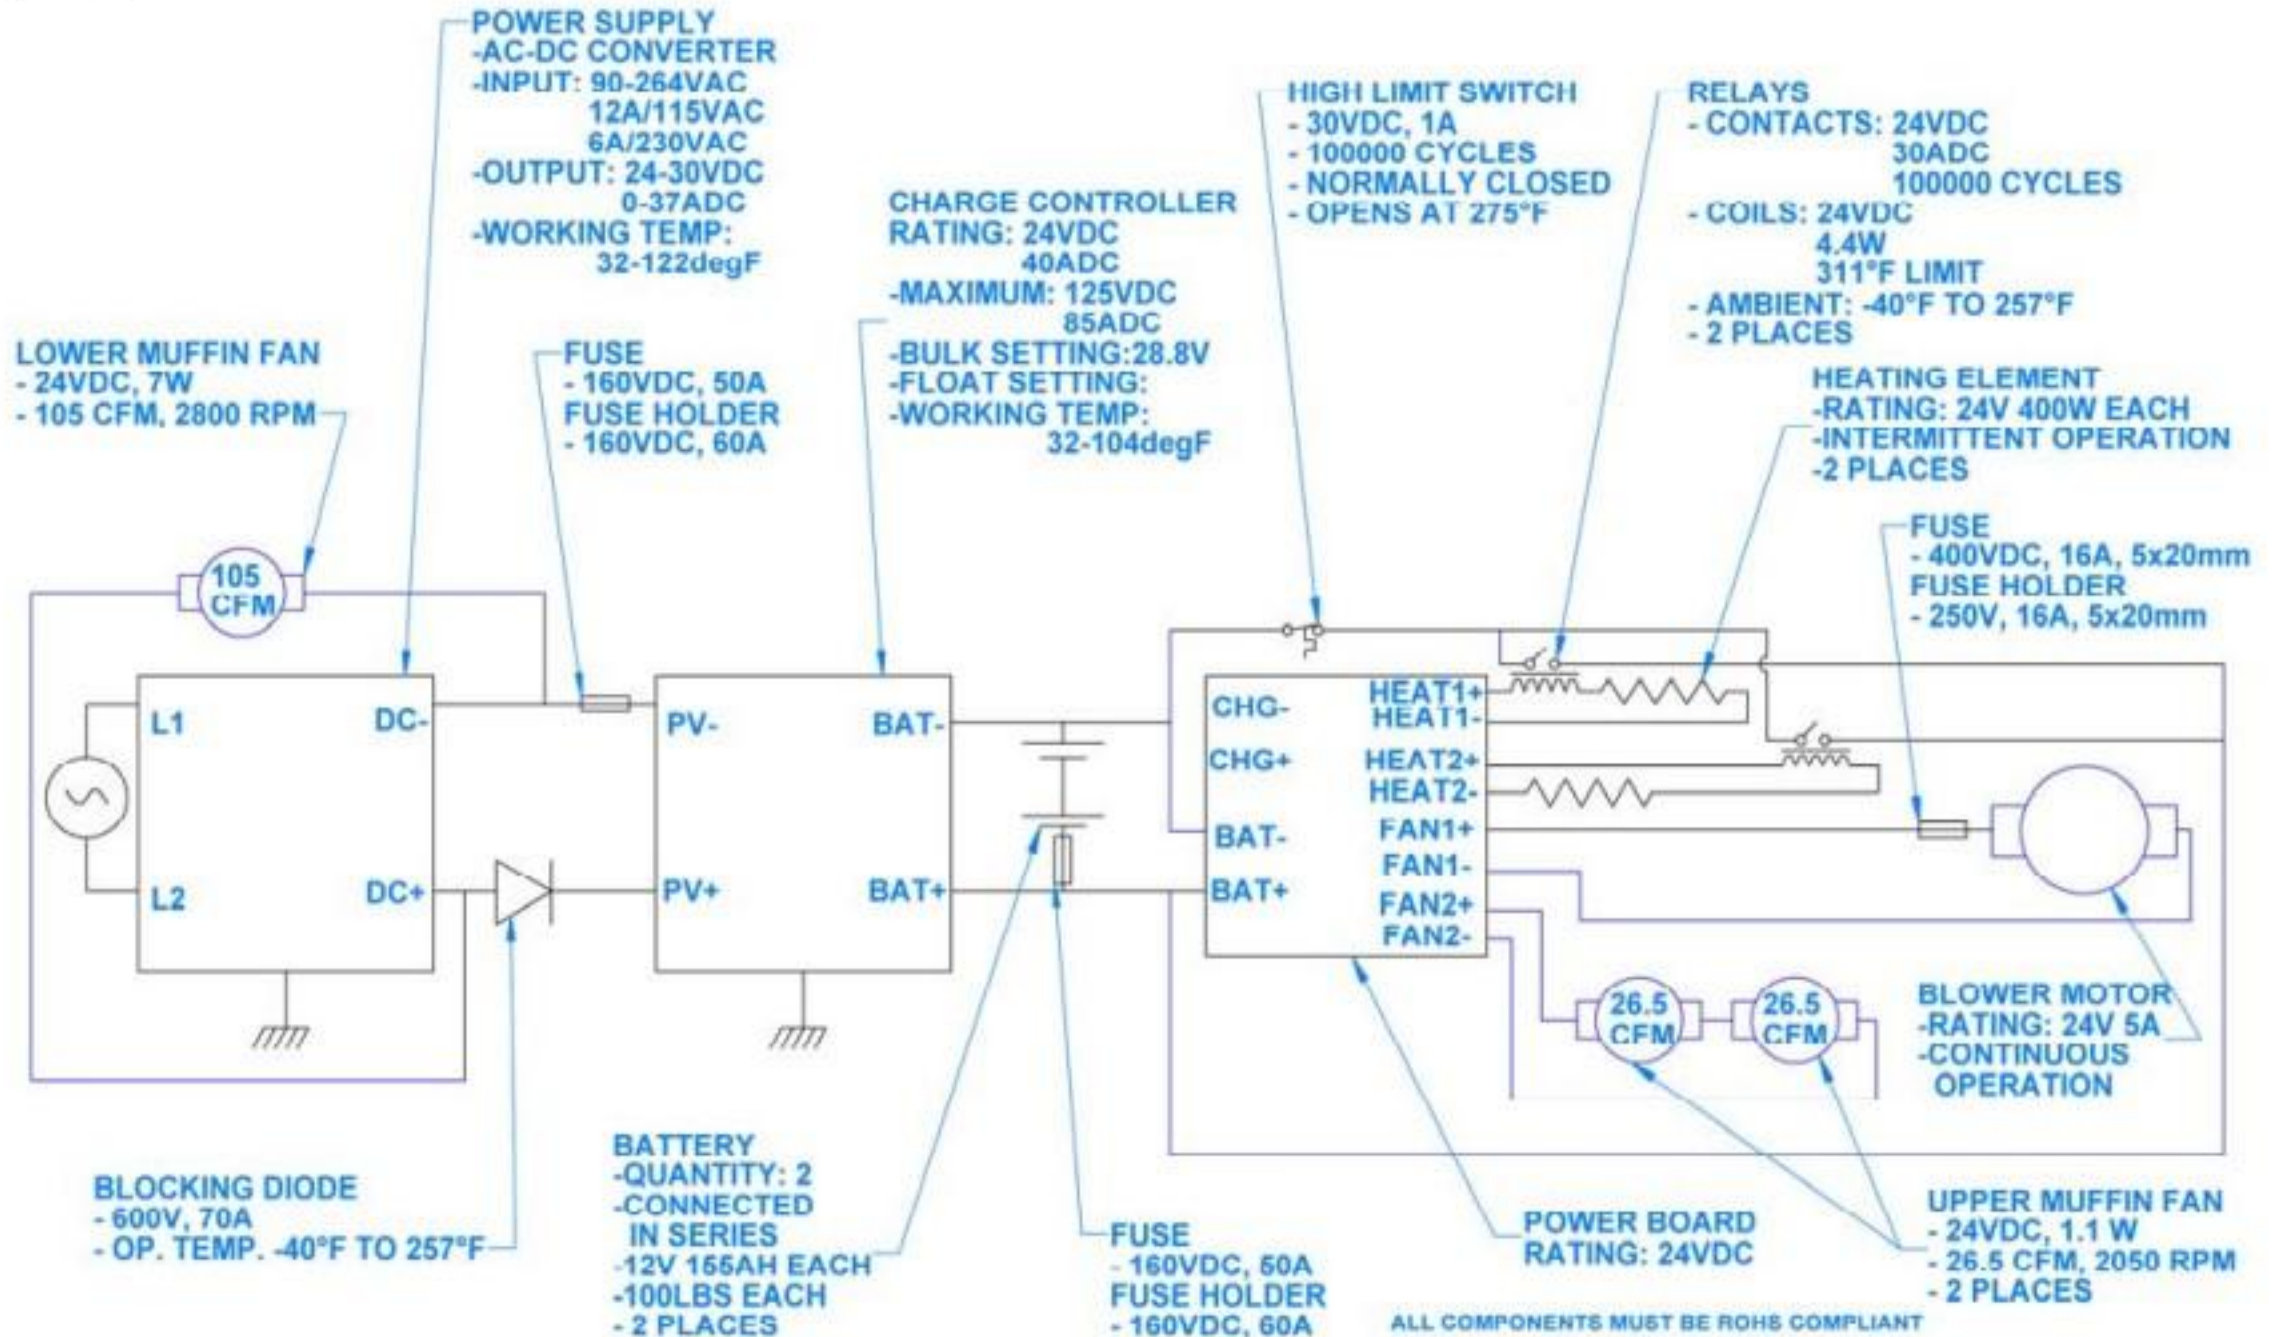 POWER SUPPLY
-AC-DC CONVERTER
-INPUT: 90-264VAC
12A/115VAC
6A/230VAC
-OUTPUT: 24-30VDC
0-37ADC
-WORKING TEMP:
32-122degF
HIGH LIMIT SWITCH
- 30VDC, 1A
- 100000 CYCLES
- NORMALLY CLOSED
- OPENS AT 275°F
RELAYS
- CONTACTS: 24VDC
30ADC
100000 CYCLES
- COILS: 24VDC
4.4W
311°F LIMIT
- AMBIENT: -40°F TO 257°F
- 2 PLACES
CHARGE CONTROLLER
RATING: 24VDC
40ADC
-MAXIMUM: 125VDC
85ADC
-BULK SETTING:28.8V
-FLOAT SETTING:
-WORKING TEMP:
32-104degF
LOWER MUFFIN FAN
- 24VDC, 7W
- 105 CFM, 2800 RPM
FUSE
- 160VDC, 50A
FUSE HOLDER
- 160VDC, 60A
HEATING ELEMENT
-RATING: 24V 400W EACH
-INTERMITTENT OPERATION
-2 PLACES
FUSE
- 400VDC, 16A, 5x20mm
FUSE HOLDER
- 250V, 16A, 5x20mm
105
CFM
L1
DC-
L2
DC+
PV-
BAT-
PV+
BAT+
CHG-
CHG+
BAT-
BAT+
HEAT1+
HEAT1-
HEAT2+
HEAT2-
FAN1+
FAN1-
FAN2+
FAN2-
26.5
CFM
26.5
CFM
BLOWER MOTOR
-RATING: 24V 5A
-CONTINUOUS
OPERATION
BLOCKING DIODE
- 600V, 70A
- OP. TEMP. -40°F TO 257°F
BATTERY
-QUANTITY: 2
-CONNECTED
IN SERIES
-12V 155AH EACH
-100LBS EACH
- 2 PLACES
FUSE
- 160VDC, 50A
FUSE HOLDER
- 160VDC, 60A
POWER BOARD
RATING: 24VDC
UPPER MUFFIN FAN
- 24VDC, 1.1 W
- 26.5 CFM, 2050 RPM
- 2 PLACES
ALL COMPONENTS MUST BE ROHS COMPLIANT